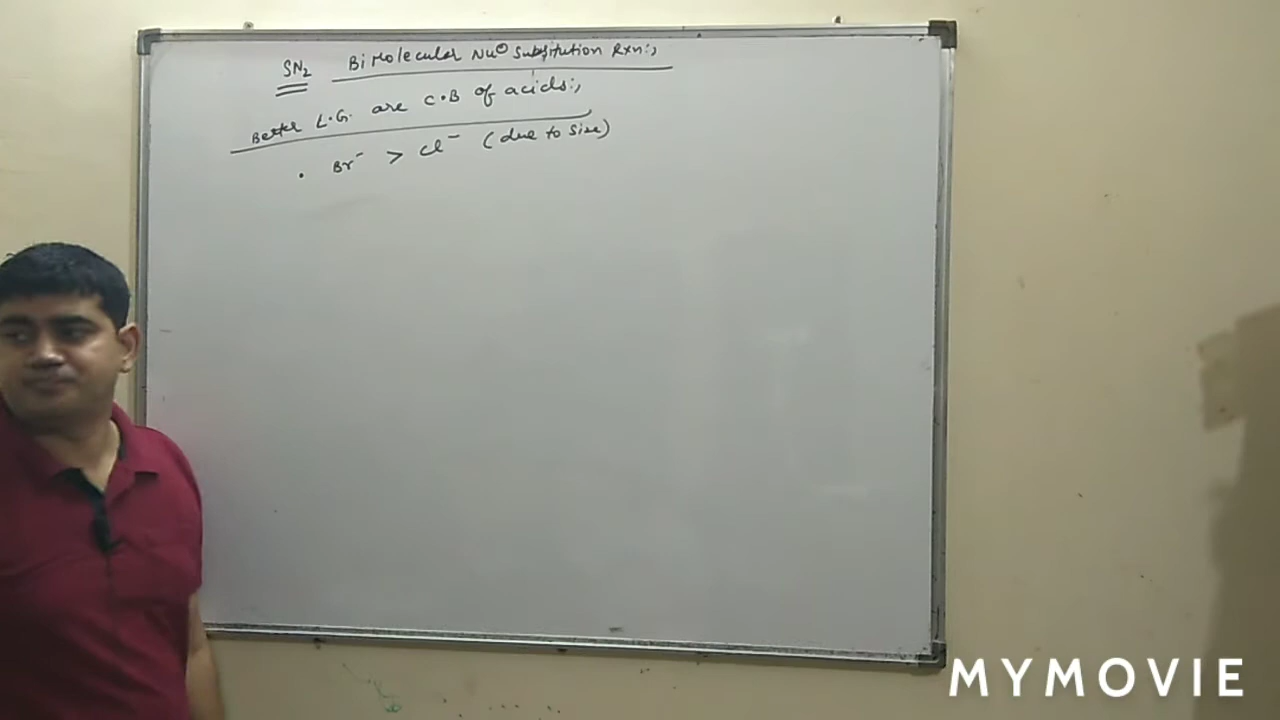 SN2 Bimolecular Nu⊖ Substitution Rxn:,
Better L.G. are C.B of acids:,
. Br⁻ > Cl⁻ (due to size)
MYMOVIE